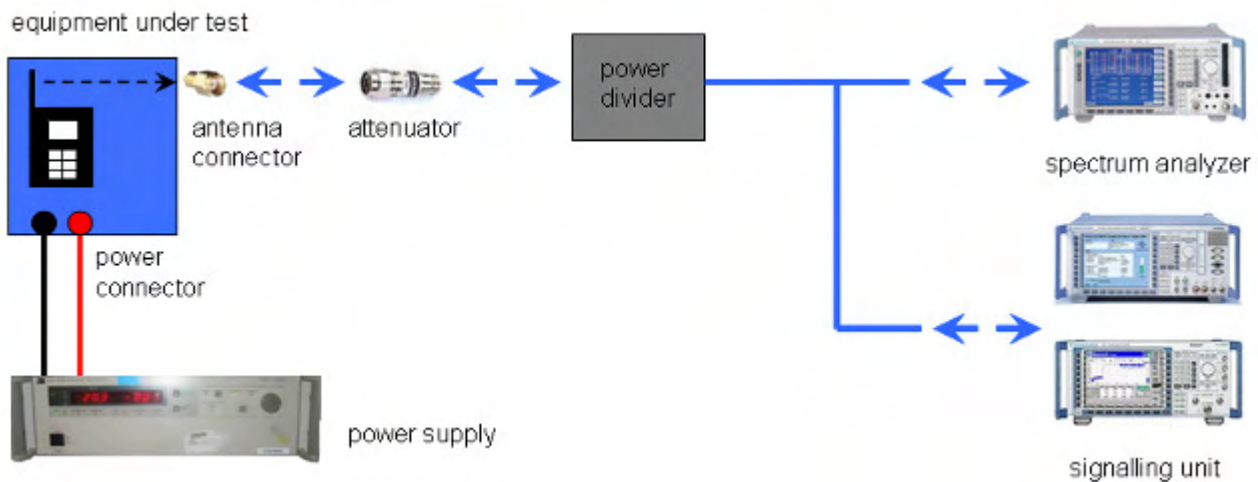 equipment under test
power
divider
antenna
connector
attenuator
spectrum analyzer
power
connector
power supply
signalling unit